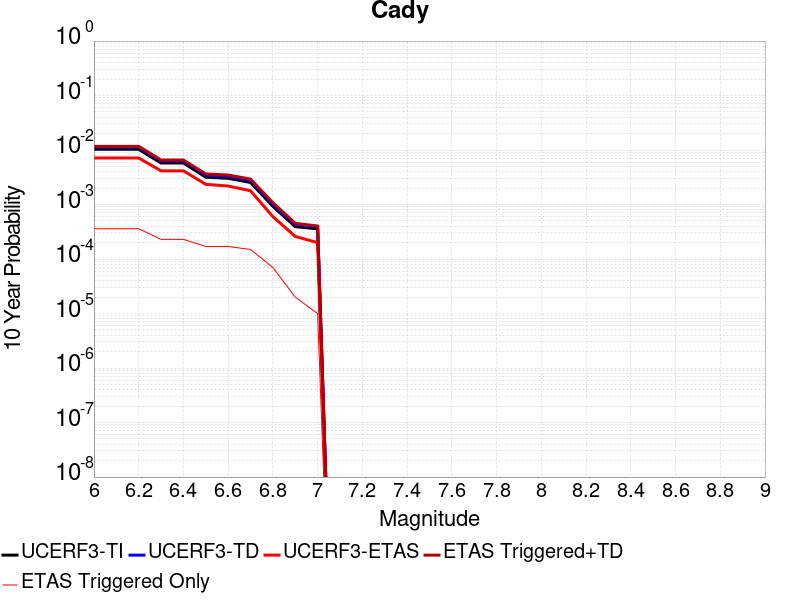 Cady
10 Year Probability
10^0
10^-1
10^-2
10^-3
10^-4
10^-5
10^-6
10^-7
10^-8
6 6.2 6.4 6.6 6.8 7 7.2 7.4 7.6 7.8 8 8.2 8.4 8.6 8.8 9
Magnitude
UCERF3-TI UCERF3-TD UCERF3-ETAS ETAS Triggered+TD
ETAS Triggered Only